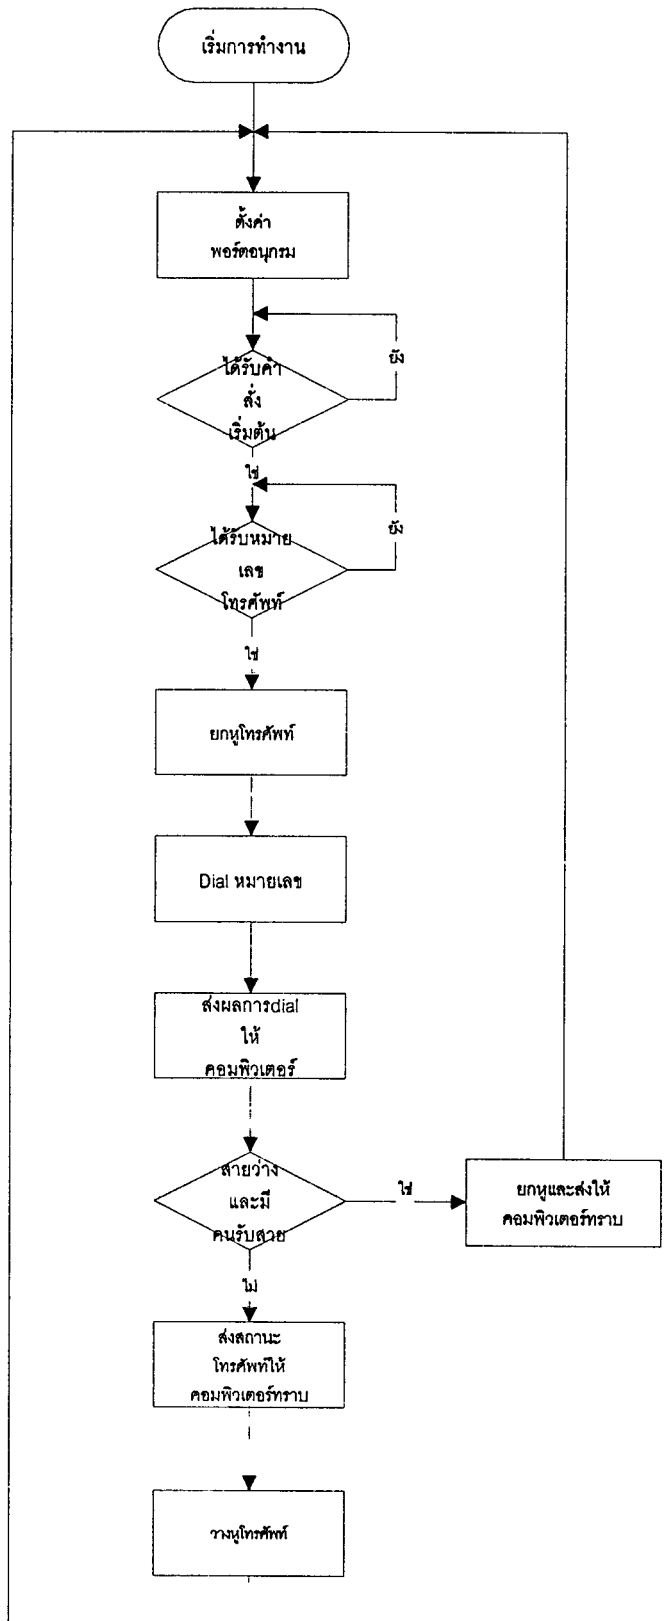 เริ่มการทำงาน
ตั้งค่า
พอร์ตอนุกรม
ยัง
ได้รับคำ
สั่ง
เริ่มต้น
ใช่
ยัง
ได้รับหมาย
เลข
โทรศัพท์
ใช่
ยกหูโทรศัพท์
Dial หมายเลข
ส่งผลการdial
ให้
คอมพิวเตอร์
สายว่าง
และมี
คนรับสาย
ใช่
ยกหูและส่งให้
คอมพิวเตอร์ทราบ
ไม่
ส่งสถานะ
โทรศัพท์ให้
คอมพิวเตอร์ทราบ
วางหูโทรศัพท์